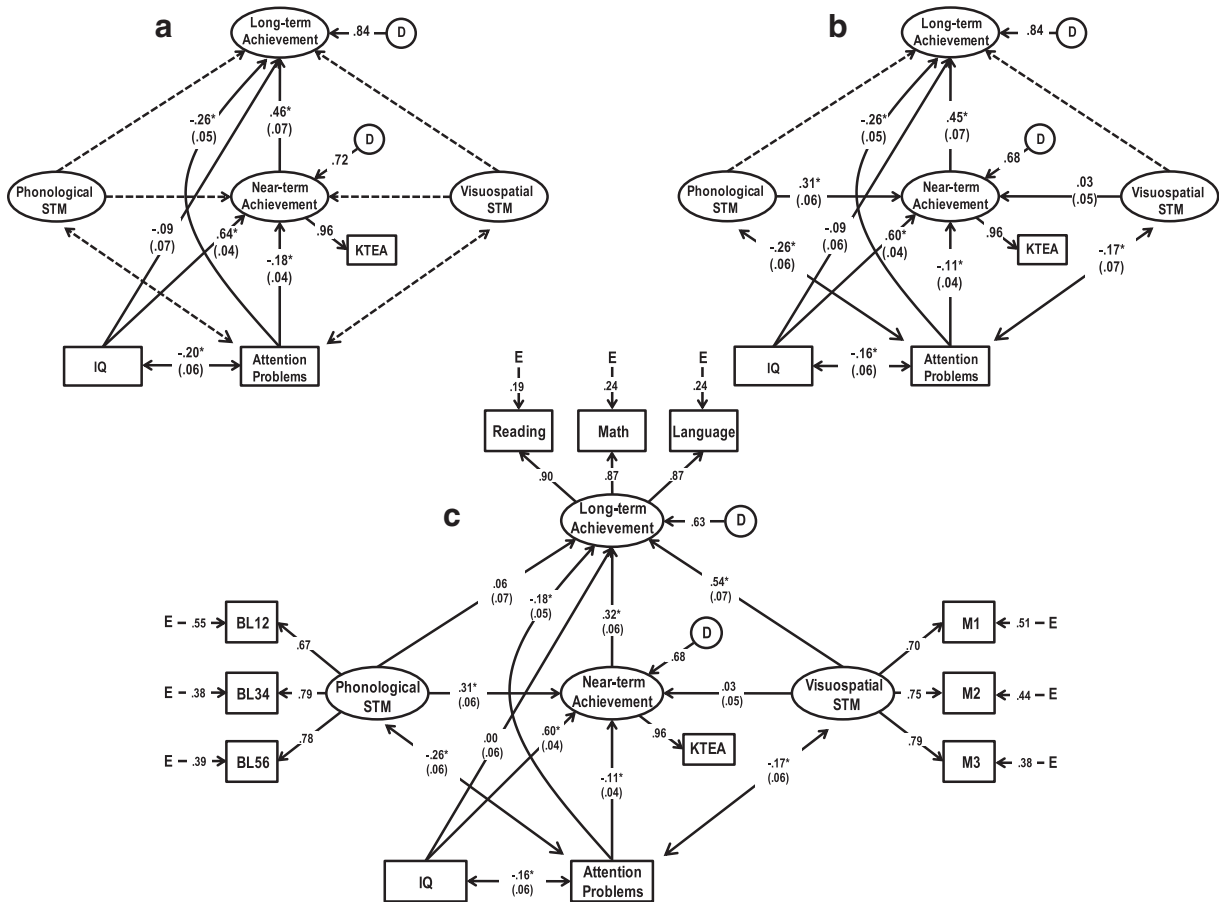 a
Long-term
Achievement
.84
D
-.26*
(.05)
.46*
(.07)
D
.72
Phonological
STM
Near-term
Achievement
Visuospatial
STM
-.09
(.07)
.64*
(.04)
.96
KTEA
-.18*
(.04)
IQ
-.20*
(.06)
Attention
Problems
b
Long-term
Achievement
.84
D
-.26*
(.05)
.45*
(.07)
D
.68
Phonological
STM
.31*
(.06)
Near-term
Achievement
.03
(.05)
Visuospatial
STM
-.26*
(.06)
-.09
(.06)
.60*
(.04)
.96
KTEA
-.11*
(.04)
-.17*
(.07)
IQ
-.16*
(.06)
Attention
Problems
E
E
E
.19
.24
.24
Reading
Math
Language
.90
.87
.87
c
Long-term
Achievement
.63
D
.06
(.07)
-.18*
(.05)
.32*
(.06)
.54*
(.07)
E
.55
BL12
.67
E
.38
BL34
.79
E
.39
BL56
.78
Phonological
STM
.31*
(.06)
Near-term
Achievement
D
.68
.03
(.05)
Visuospatial
STM
.70
M1
.51
E
.75
M2
.44
E
.79
M3
.38
E
-.26*
(.06)
.00
(.06)
.60*
(.04)
.96
KTEA
-.11*
(.04)
-.17*
(.06)
IQ
-.16*
(.06)
Attention
Problems